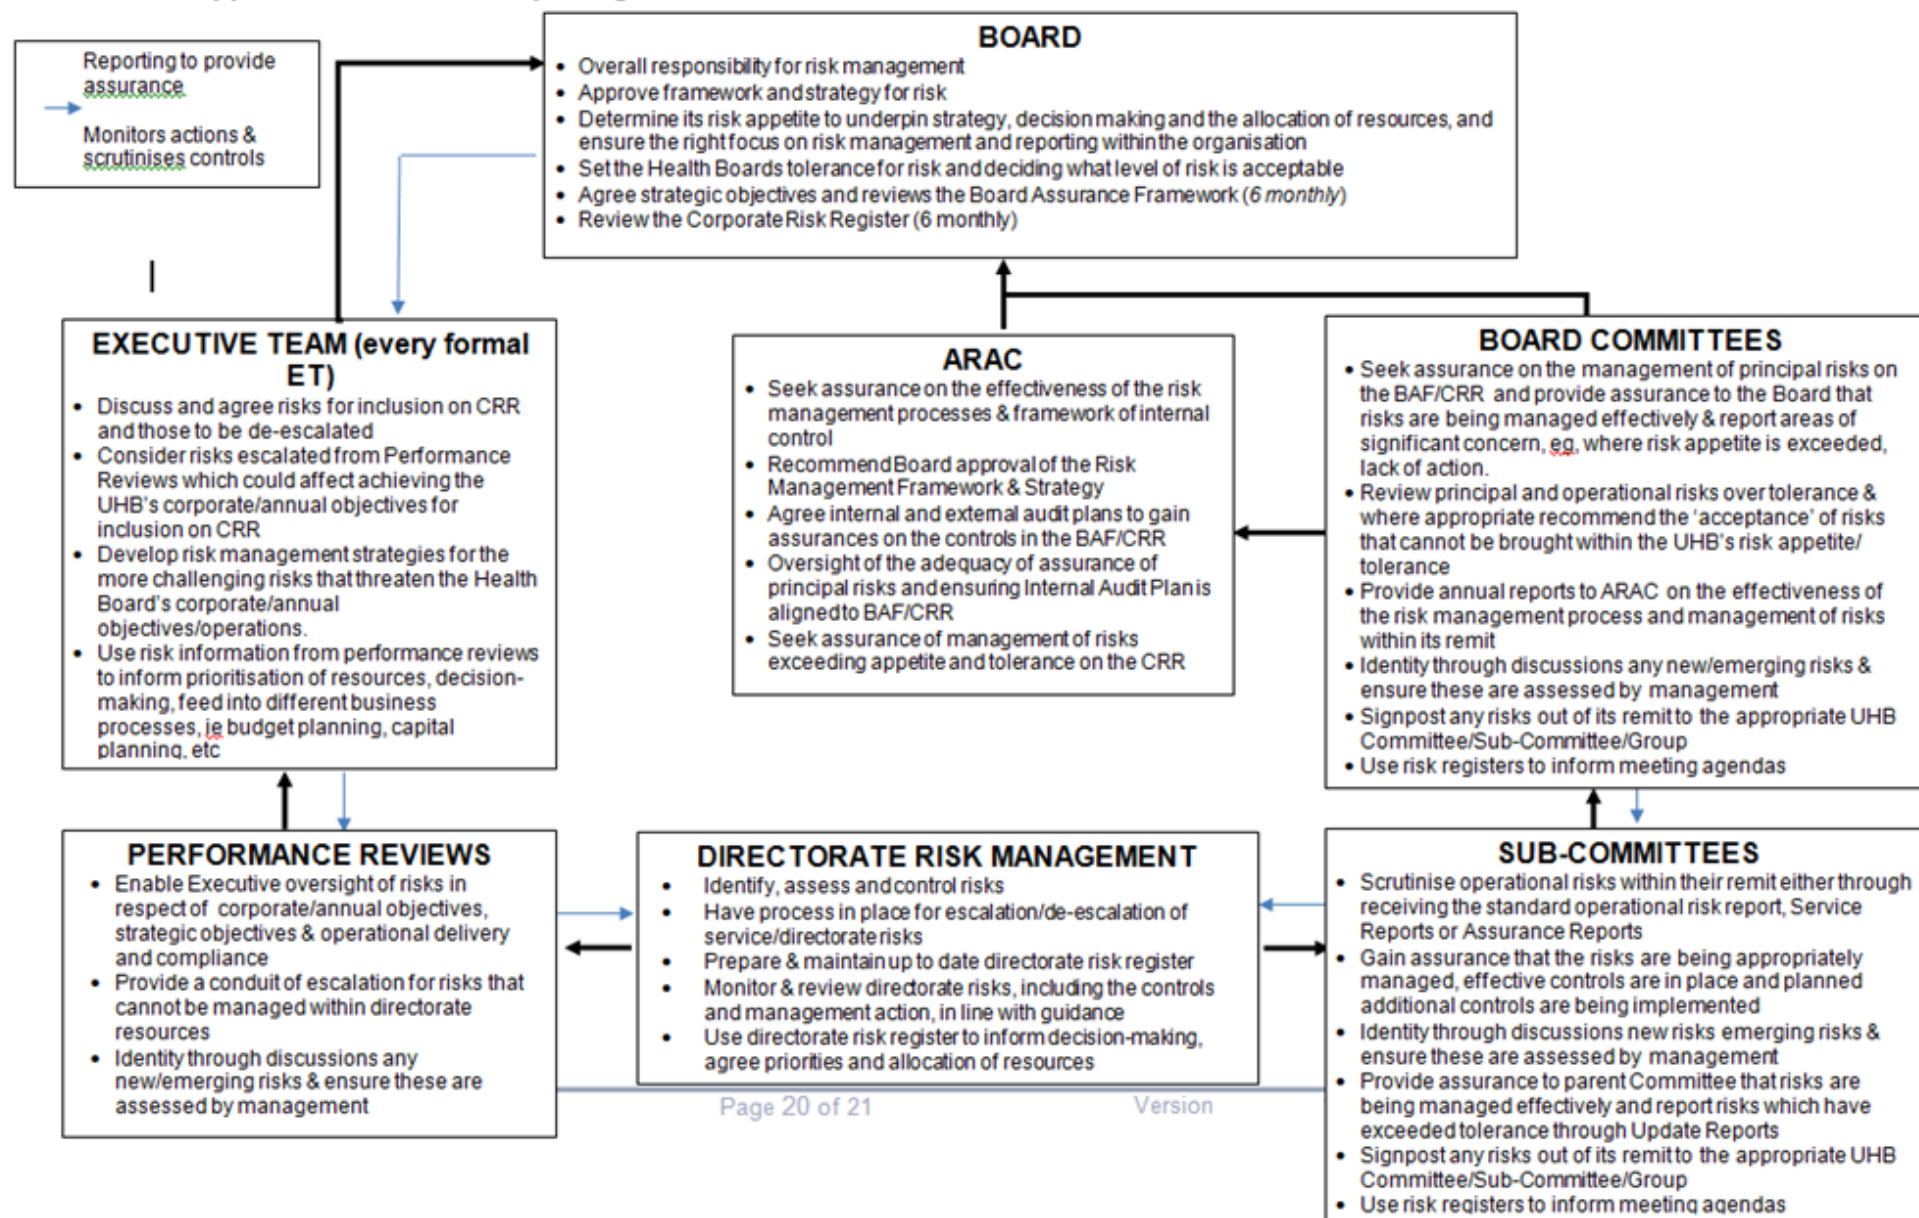 Reporting to provide
assurance
Monitors actions &
scrutinises controls
BOARD
• Overall responsibility for risk management
• Approve framework and strategy for risk
• Determine its risk appetite to underpin strategy, decision making and the allocation of resources, and
ensure the right focus on risk management and reporting within the organisation
• Set the Health Boards tolerance for risk and deciding what level of risk is acceptable
• Agree strategic objectives and reviews the Board Assurance Framework (6 monthly)
• Review the Corporate Risk Register (6 monthly)
EXECUTIVE TEAM (every formal
ET)
• Discuss and agree risks for inclusion on CRR
and those to be de-escalated
• Consider risks escalated from Performance
Reviews which could affect achieving the
UHB's corporate/annual objectives for
inclusion on CRR
• Develop risk management strategies for the
more challenging risks that threaten the Health
Board's corporate/annual
objectives/operations.
• Use risk information from performance reviews
to inform prioritisation of resources, decision-
making, feed into different business
processes, ie budget planning, capital
planning, etc
ARAC
• Seek assurance on the effectiveness of the risk
management processes & framework of internal
control
• Recommend Board approval of the Risk
Management Framework & Strategy
• Agree internal and external audit plans to gain
assurances on the controls in the BAF/CRR
• Oversight of the adequacy of assurance of
principal risks and ensuring Internal Audit Plan is
aligned to BAF/CRR
• Seek assurance of management of risks
exceeding appetite and tolerance on the CRR
BOARD COMMITTEES
• Seek assurance on the management of principal risks on
the BAF/CRR and provide assurance to the Board that
risks are being managed effectively & report areas of
significant concern, eg, where risk appetite is exceeded,
lack of action.
• Review principal and operational risks over tolerance &
where appropriate recommend the 'acceptance' of risks
that cannot be brought within the UHB's risk appetite/
tolerance
• Provide annual reports to ARAC on the effectiveness of
the risk management process and management of risks
within its remit
• Identity through discussions any new/emerging risks &
ensure these are assessed by management
• Signpost any risks out of its remit to the appropriate UHB
Committee/Sub-Committee/Group
• Use risk registers to inform meeting agendas
PERFORMANCE REVIEWS
• Enable Executive oversight of risks in
respect of corporate/annual objectives,
strategic objectives & operational delivery
and compliance
• Provide a conduit of escalation for risks that
cannot be managed within directorate
resources
• Identity through discussions any
new/emerging risks & ensure these are
assessed by management
DIRECTORATE RISK MANAGEMENT
• Identify, assess and control risks
• Have process in place for escalation/de-escalation of
service/directorate risks
• Prepare & maintain up to date directorate risk register
• Monitor & review directorate risks, including the controls
and management action, in line with guidance
• Use directorate risk register to inform decision-making,
agree priorities and allocation of resources
SUB-COMMITTEES
• Scrutinise operational risks within their remit either through
receiving the standard operational risk report, Service
Reports or Assurance Reports
• Gain assurance that the risks are being appropriately
managed, effective controls are in place and planned
additional controls are being implemented
• Identity through discussions new risks emerging risks &
ensure these are assessed by management
• Provide assurance to parent Committee that risks are
being managed effectively and report risks which have
exceeded tolerance through Update Reports
• Signpost any risks out of its remit to the appropriate UHB
Committee/Sub-Committee/Group
• Use risk registers to inform meeting agendas
Page 20 of 21
Version